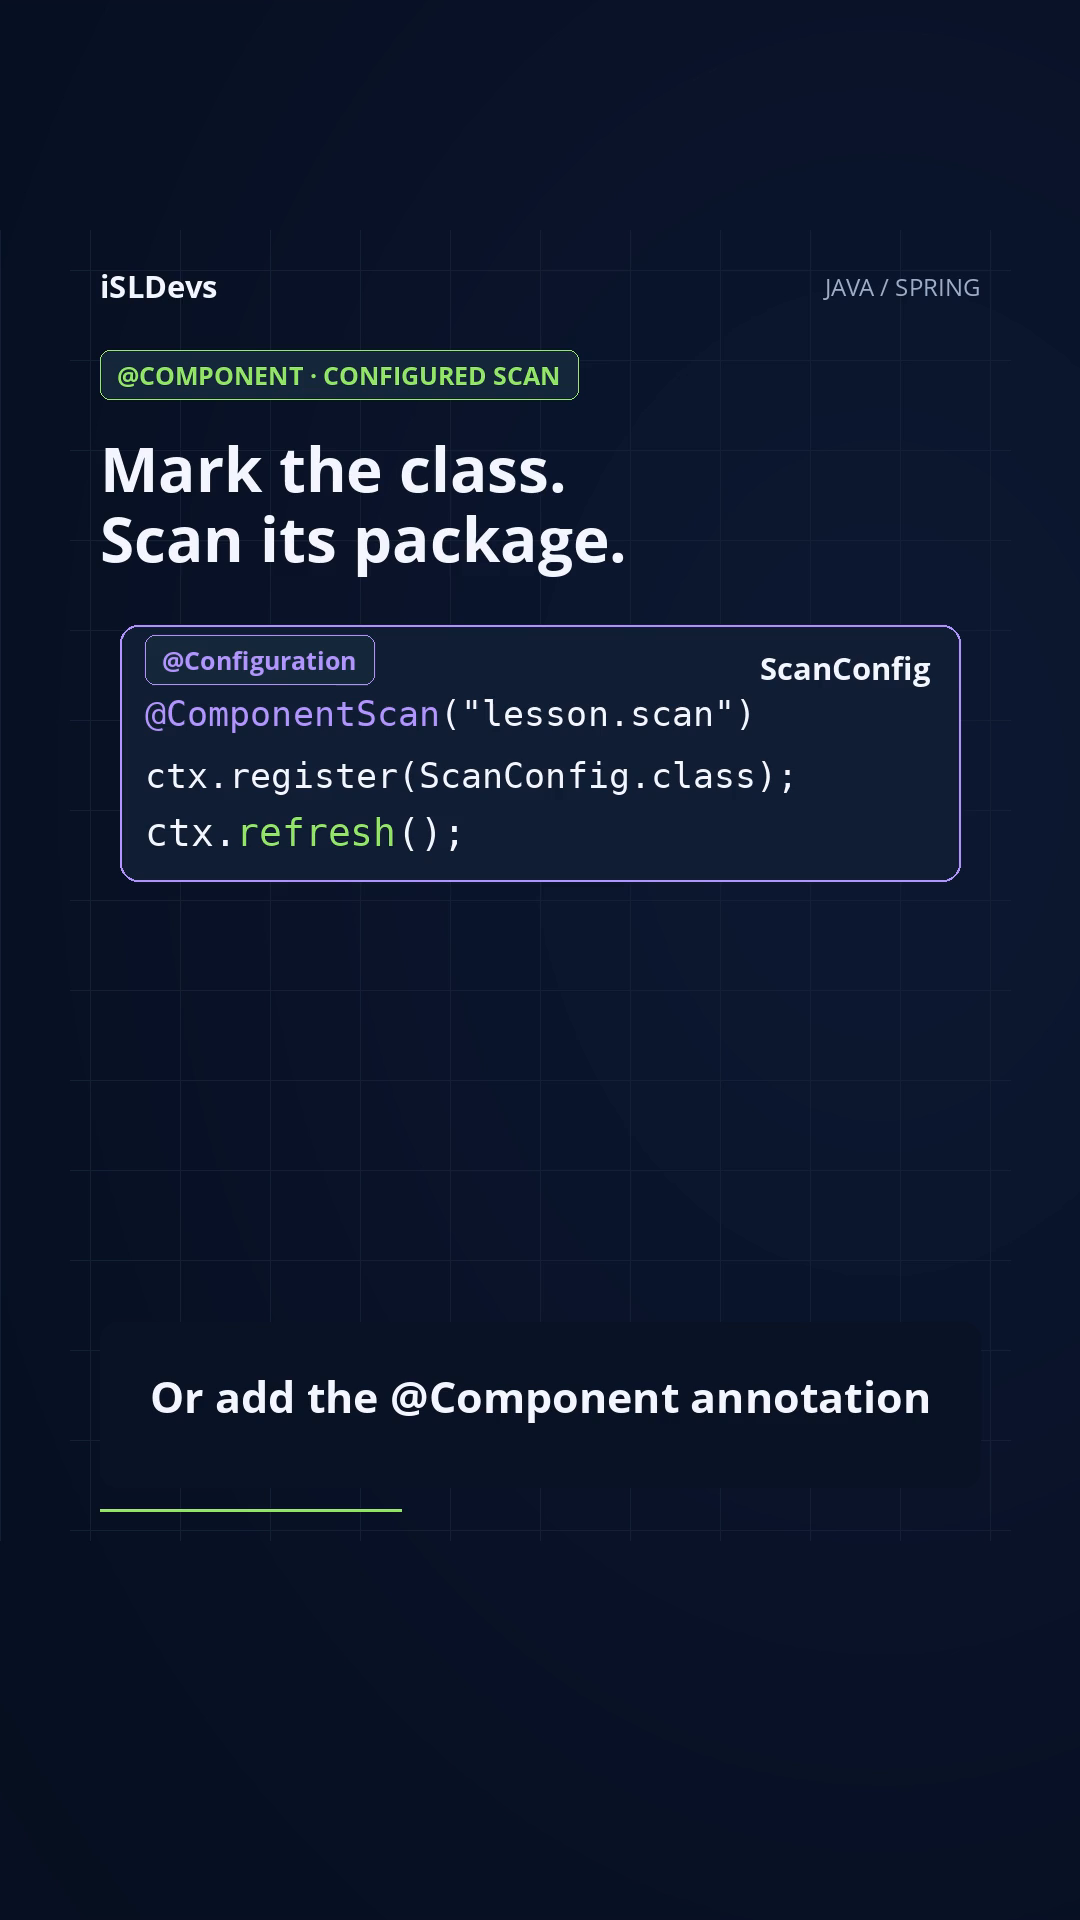 iSLDevs
JAVA / SPRING
@COMPONENT · CONFIGURED SCAN
Mark the class.
Scan its package.
@Configuration
ScanConfig
@ComponentScan("lesson.scan")
ctx.register(ScanConfig.class);
ctx.refresh();
Or add the @Component annotation